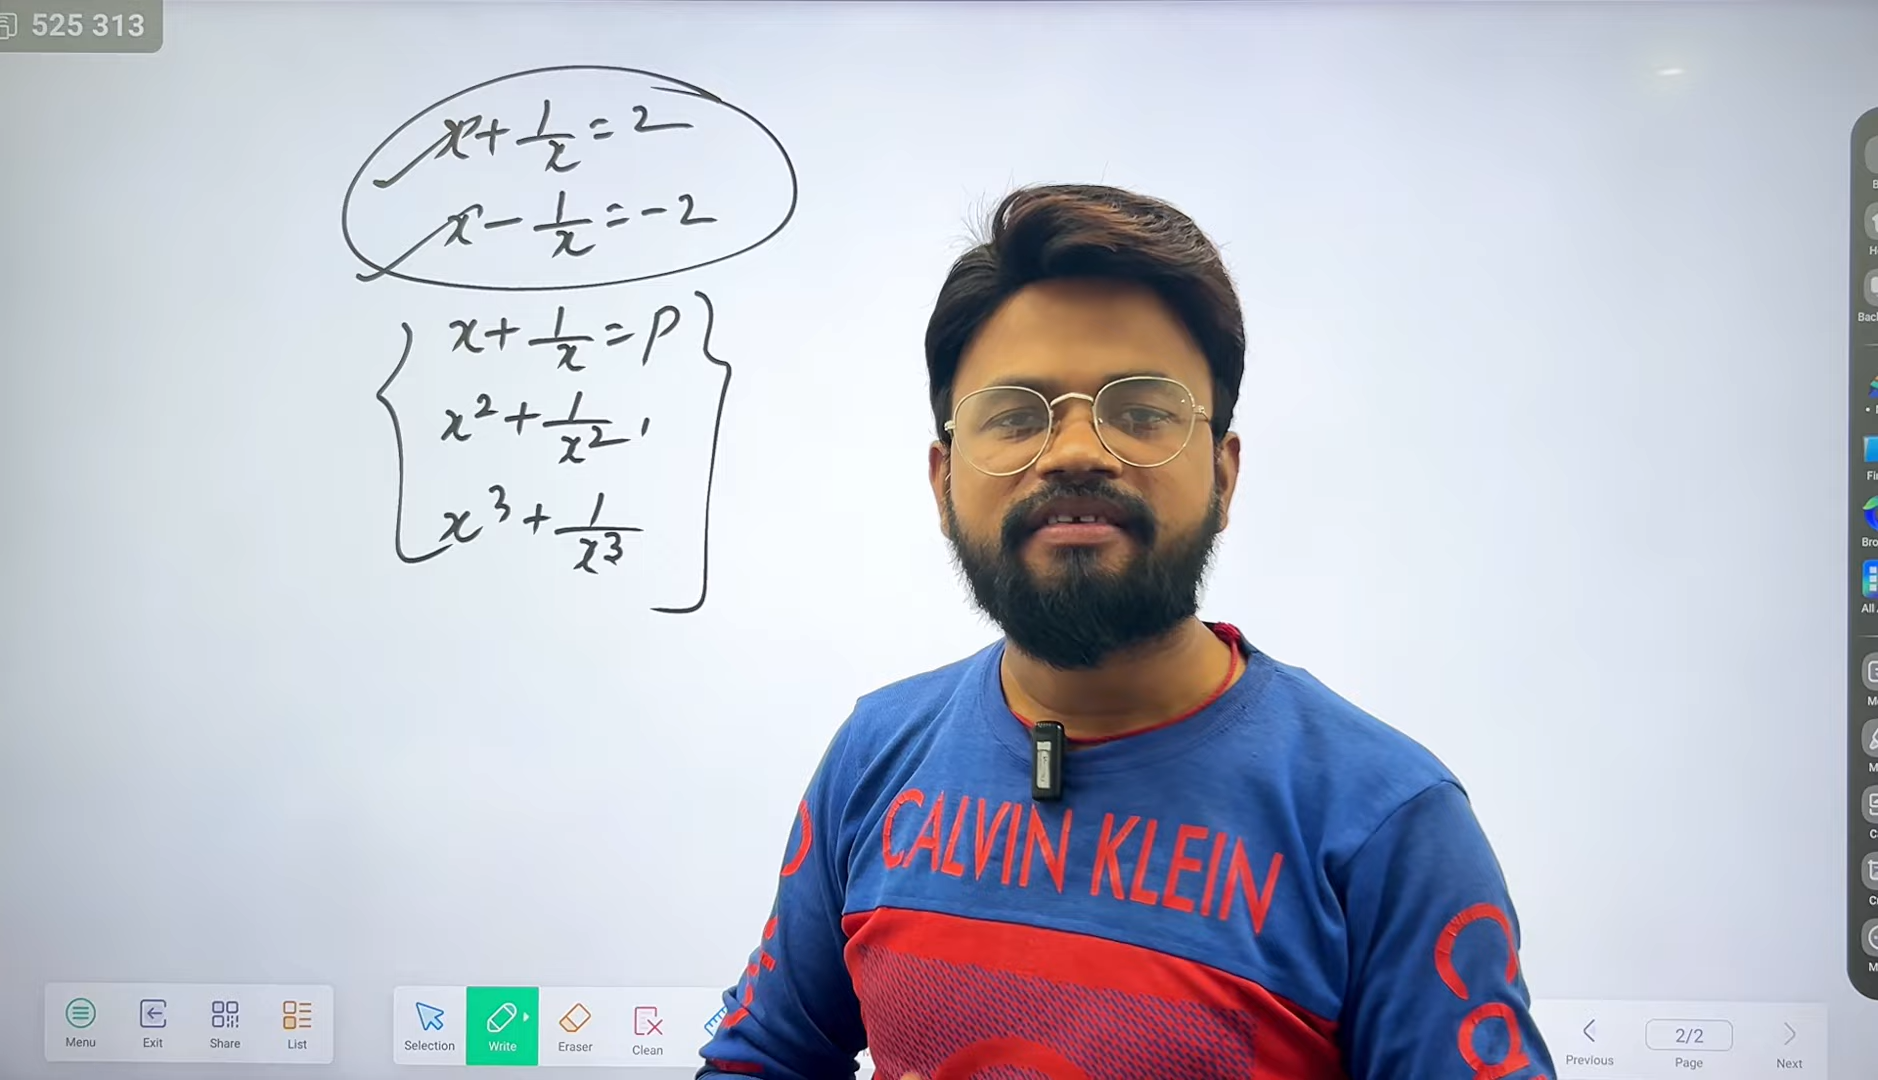 525 313
x + 1/x = 2
x - 1/x = -2
x + 1/x = P
x² + 1/x²
x³ + 1/x³
CALVIN KLEIN
Ca
Menu
Exit
Share
List
Selection
Write
Eraser
Clean
Previous
2/2
Page
Next